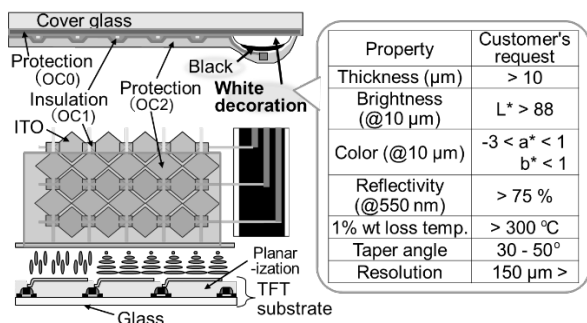 Cover glass
Protection
(OC0)
Insulation
(OC1)
ITO
Protection
(OC2)
Black
White
decoration
Planar
-ization
TFT
substrate
Glass
Property
Customer's
request
Thickness (µm)
> 10
Brightness
(@10 µm)
L* > 88
Color (@10 µm)
-3 < a* < 1
b* < 1
Reflectivity
(@550 nm)
> 75 %
1% wt loss temp.
> 300 ℃
Taper angle
30 - 50°
Resolution
150 µm >